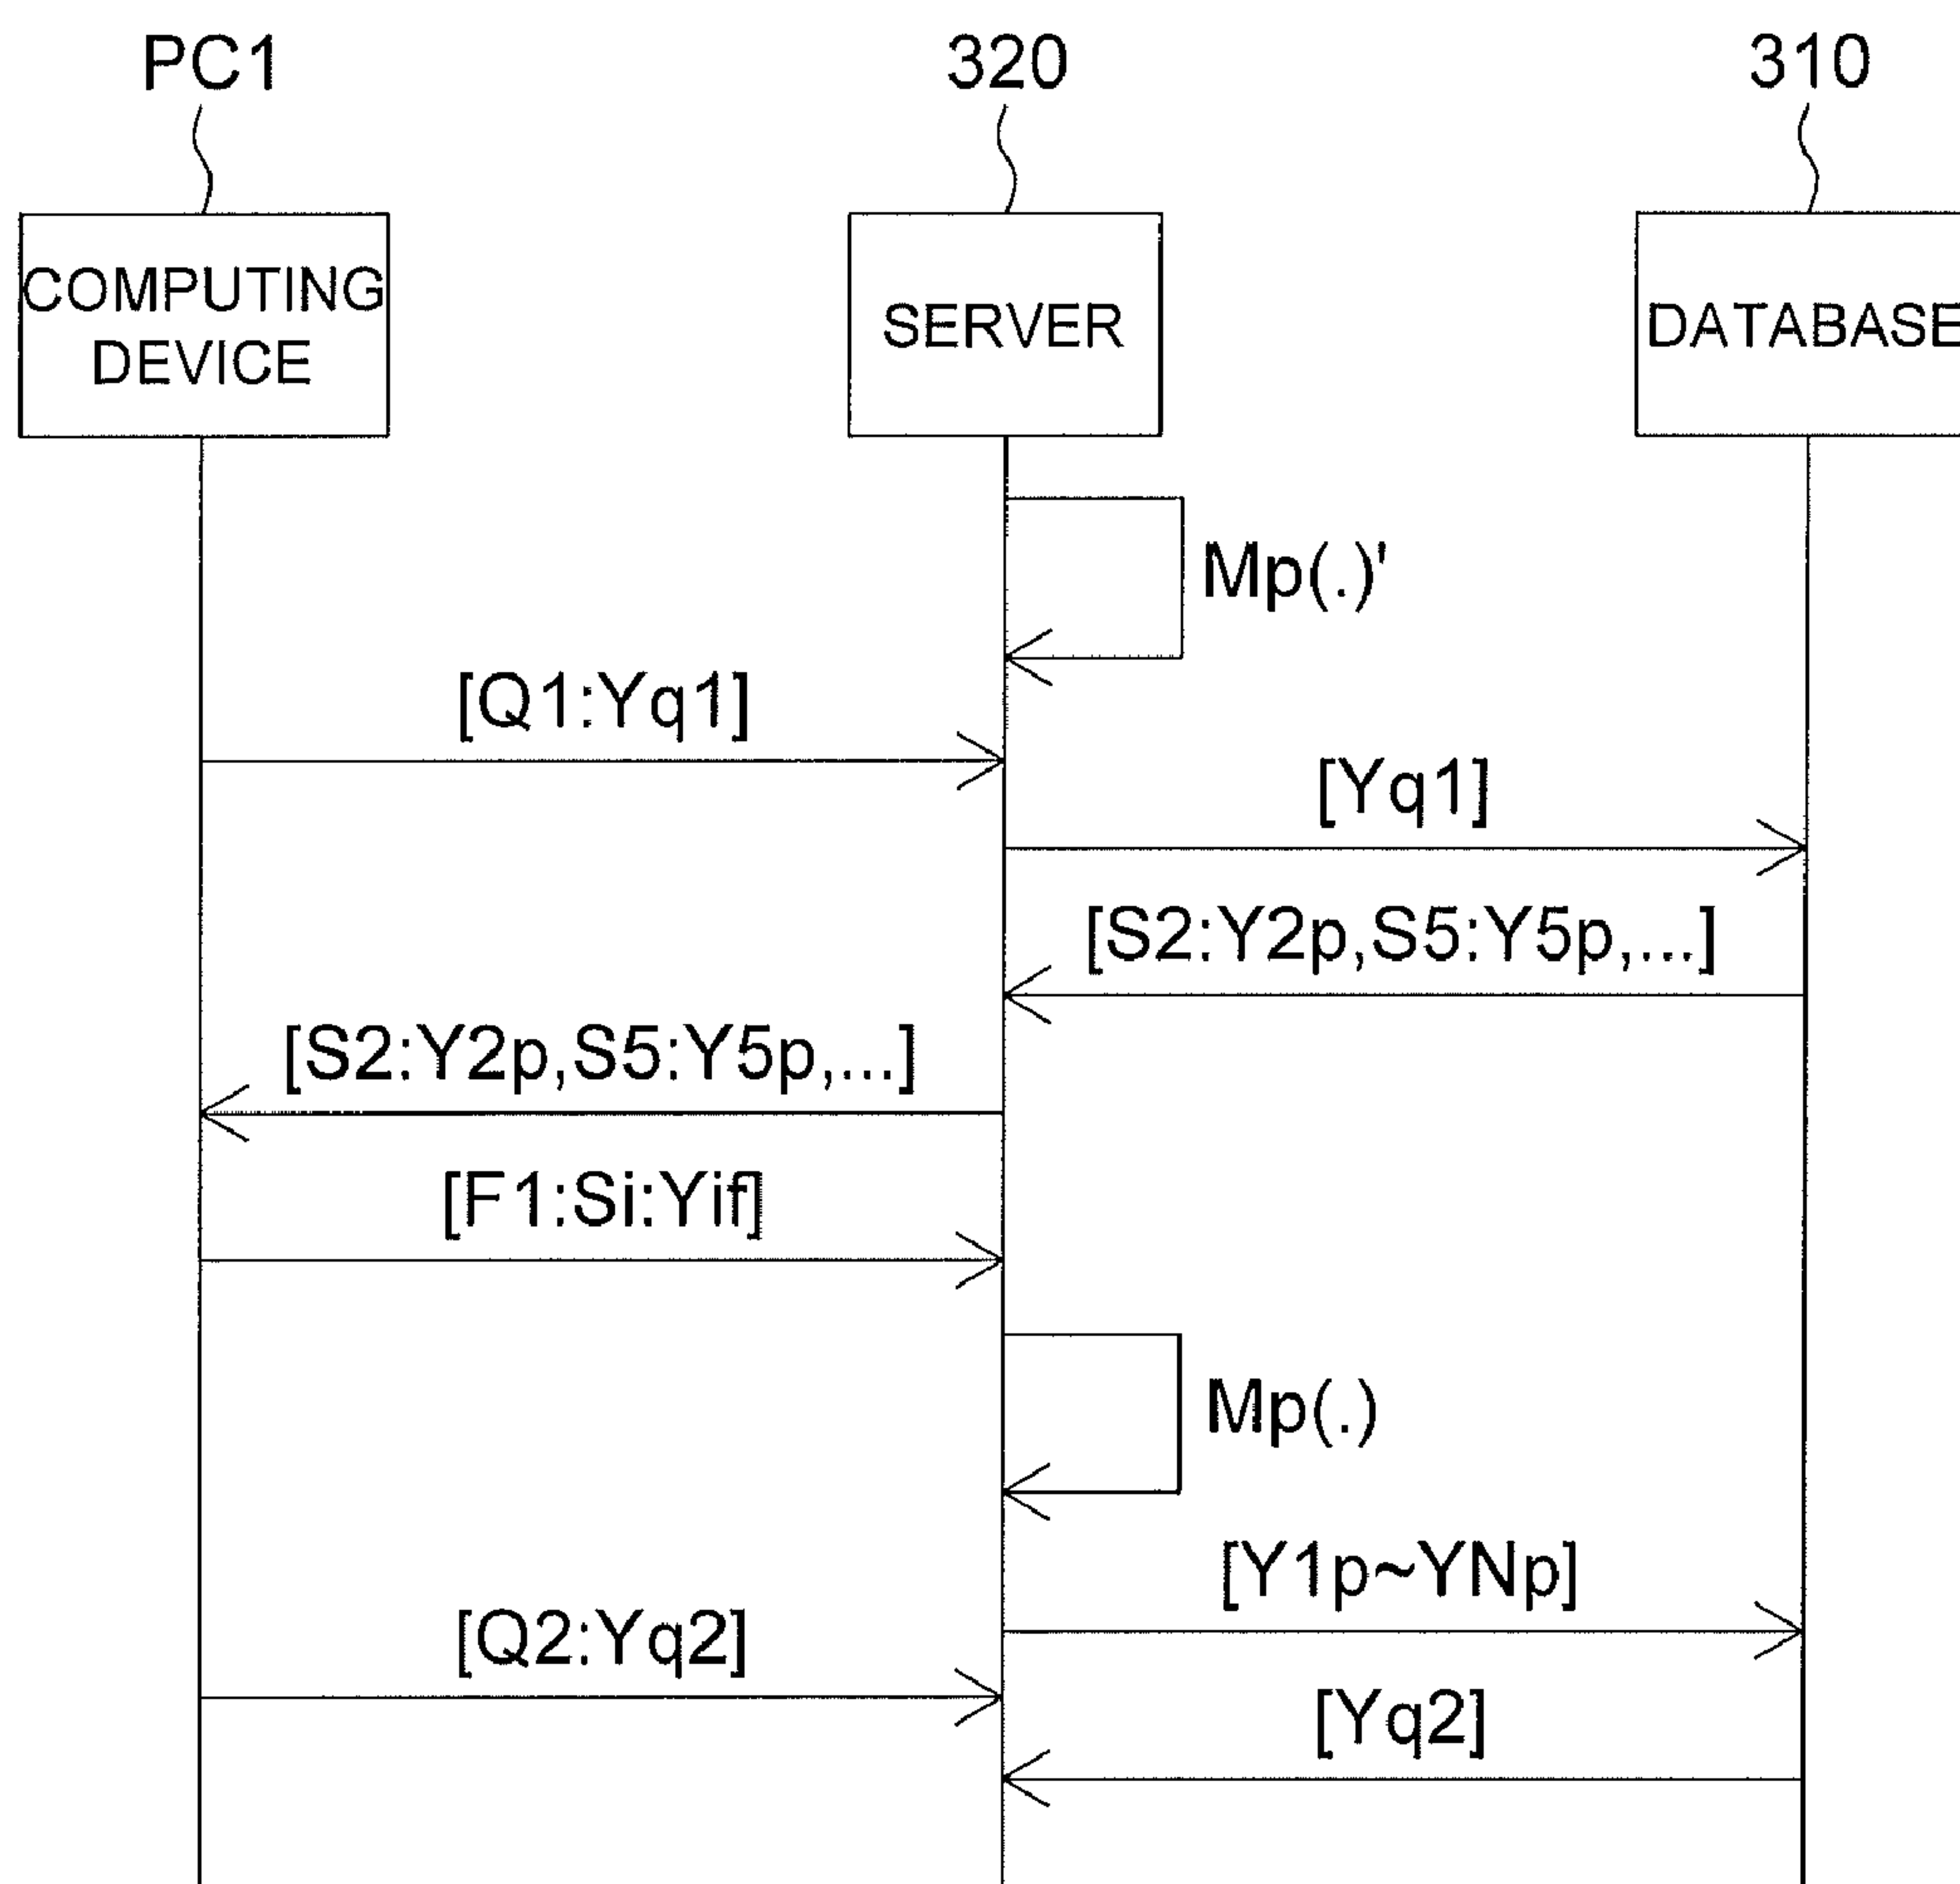 PC1
320
310
COMPUTING
DEVICE
SERVER
DATABASE
Mp(.)'
[Q1:Yq1]
[Yq1]
[S2:Y2p,S5:Y5p,...]
[S2:Y2p,S5:Y5p,...]
[F1:Si:Yif]
Mp(.)
[Y1p~YNp]
[Q2:Yq2]
[Yq2]